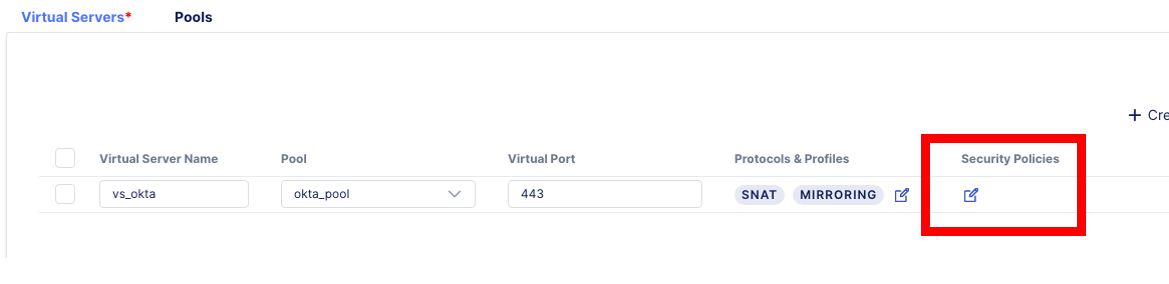 Virtual Servers* Pools
+ Cre
Virtual Server Name Pool Virtual Port Protocols & Profiles Security Policies
vs_okta okta_pool 443 SNAT MIRRORING